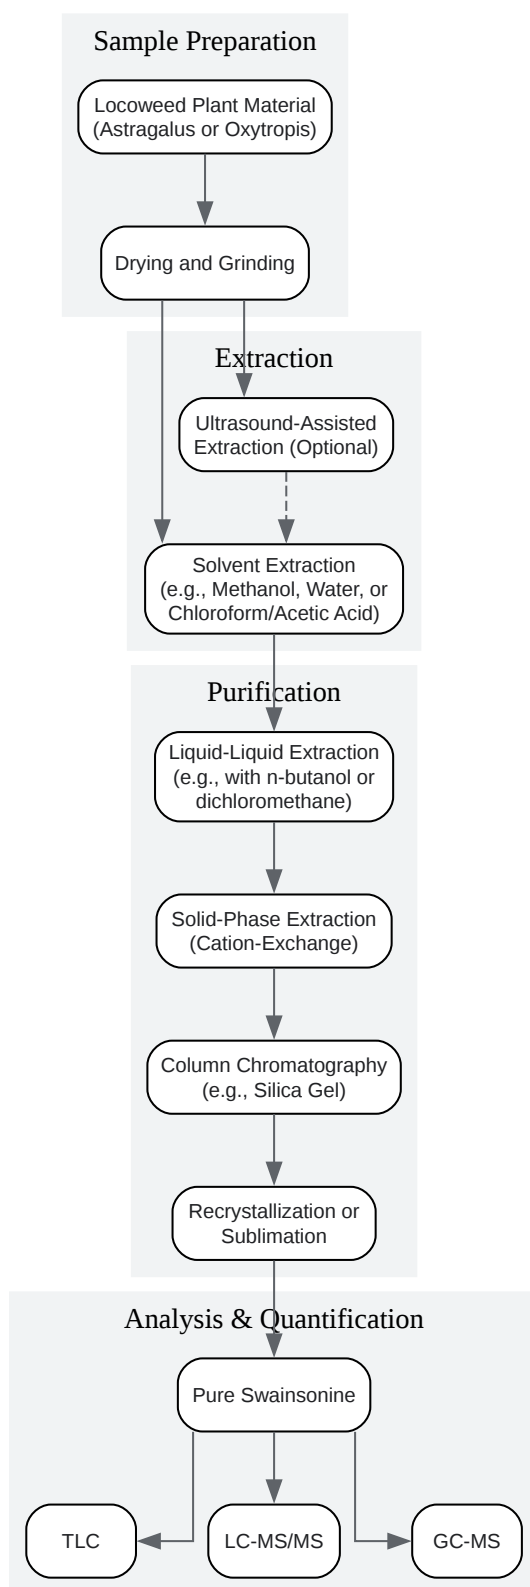 Sample Preparation
Locoweed Plant Material
(Astragalus or Oxytropis)
Drying and Grinding
Extraction
Ultrasound-Assisted
Extraction (Optional)
Solvent Extraction
(e.g., Methanol, Water, or
Chloroform/Acetic Acid)
Purification
Liquid-Liquid Extraction
(e.g., with n-butanol or
dichloromethane)
Solid-Phase Extraction
(Cation-Exchange)
Column Chromatography
(e.g., Silica Gel)
Recrystallization or
Sublimation
Analysis & Quantification
Pure Swainsonine
TLC
LC-MS/MS
GC-MS